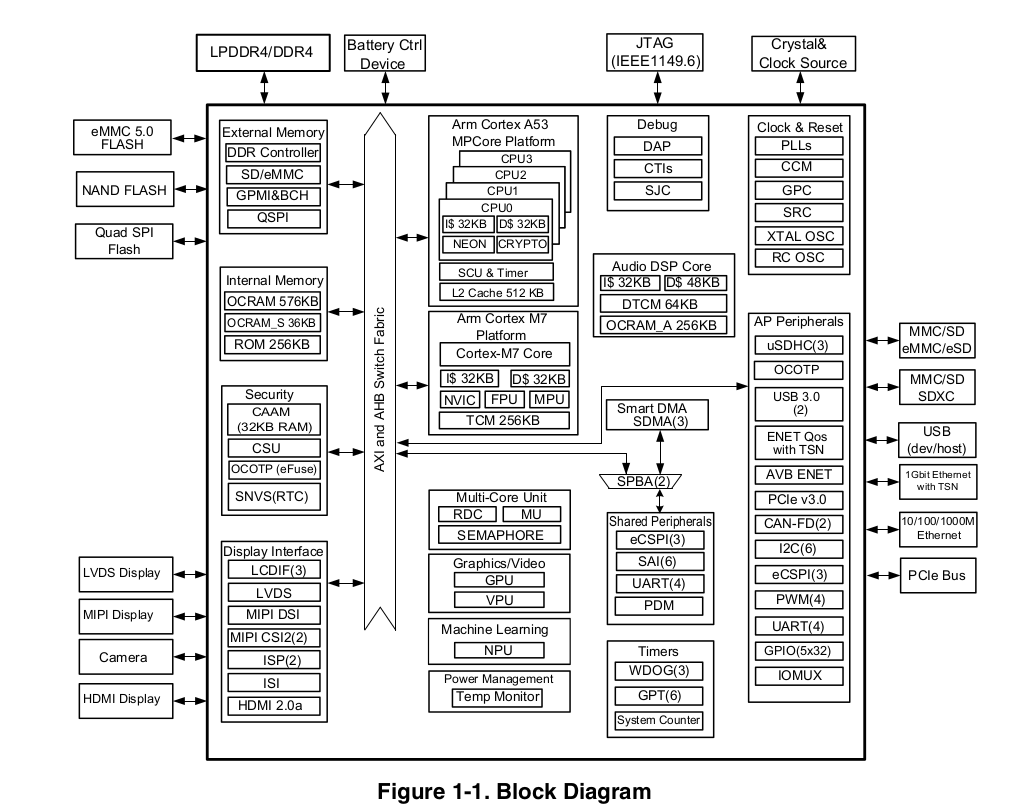 LPDDR4/DDR4
Battery Ctrl
Device
JTAG
(IEEE1149.6)
Crystal&
Clock Source
eMMC 5.0
FLASH
NAND FLASH
Quad SPI
Flash
LVDS Display
MIPI Display
Camera
HDMI Display
External Memory
DDR Controller
SD/eMMC
GPMI&BCH
QSPI
Internal Memory
OCRAM 576KB
OCRAM_S 36KB
ROM 256KB
Security
CAAM
(32KB RAM)
CSU
OCOTP (eFuse)
SNVS(RTC)
Display Interface
LCDIF(3)
LVDS
MIPI DSI
MIPI CSI2(2)
ISP(2)
ISI
HDMI 2.0a
AXI and AHB Switch Fabric
Arm Cortex A53
MPCore Platform
CPU3
CPU2
CPU1
CPU0
I$ 32KB
D$ 32KB
NEON
CRYPTO
SCU & Timer
L2 Cache 512 KB
Arm Cortex M7
Platform
Cortex-M7 Core
I$ 32KB
D$ 32KB
NVIC
FPU
MPU
TCM 256KB
Multi-Core Unit
RDC
MU
SEMAPHORE
Graphics/Video
GPU
VPU
Machine Learning
NPU
Power Management
Temp Monitor
Debug
DAP
CTIs
SJC
Audio DSP Core
I$ 32KB
D$ 48KB
DTCM 64KB
OCRAM_A 256KB
Smart DMA
SDMA(3)
SPBA(2)
Shared Peripherals
eCSPI(3)
SAI(6)
UART(4)
PDM
Timers
WDOG(3)
GPT(6)
System Counter
Clock & Reset
PLLs
CCM
GPC
SRC
XTAL OSC
RC OSC
AP Peripherals
uSDHC(3)
OCOTP
USB 3.0
(2)
ENET Qos
with TSN
AVB ENET
PCIe v3.0
CAN-FD(2)
I2C(6)
eCSPI(3)
PWM(4)
UART(4)
GPIO(5x32)
IOMUX
MMC/SD
eMMC/eSD
MMC/SD
SDXC
USB
(dev/host)
1Gbit Ethernet
with TSN
10/100/1000M
Ethernet
PCIe Bus
Figure 1-1. Block Diagram